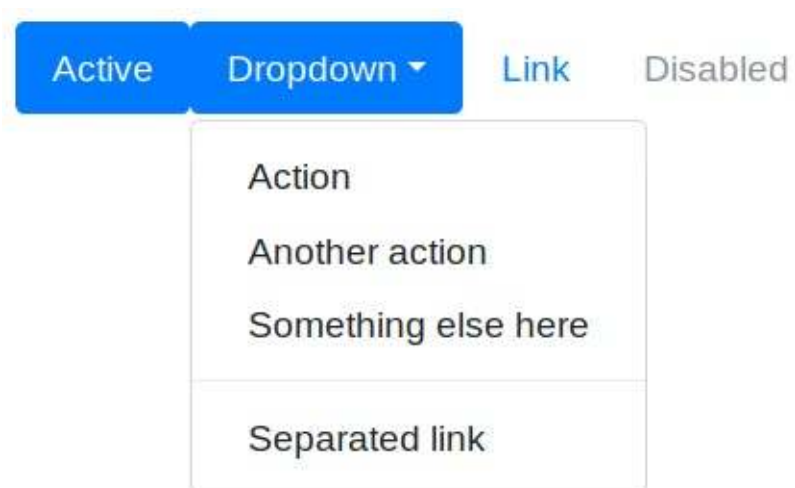 Active Dropdown Link Disabled
Action
Another action
Something else here
Separated link